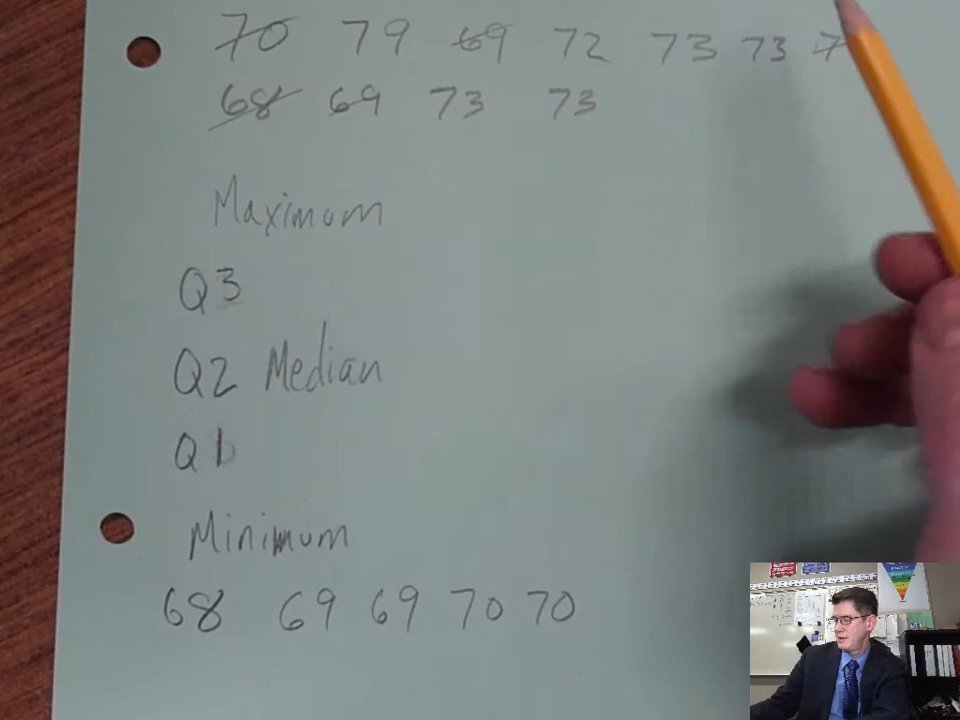 70 79 69 72 73 73 7
68 69 73 73
Maximum
Q3
Q2 Median
Q1
Minimum
68 69 69 70 70